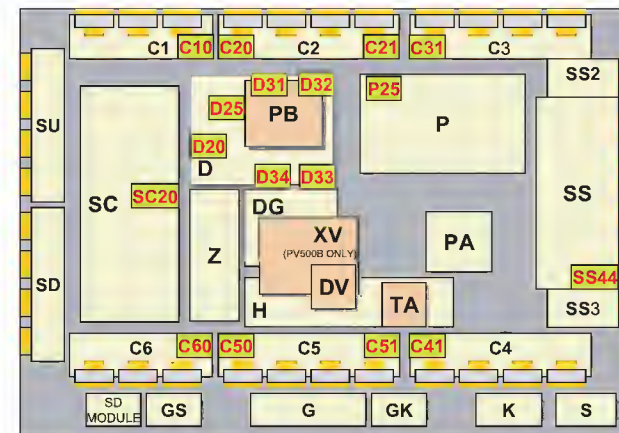 C1 C10 C20 C2 C21 C31 C3
SS2
SU
D31 D32
P25
D25
PB
P
D20
D
SC
SC20
SS
D34 D33
DG
Z
XV
(PV500B ONLY)
PA
SD
DV
SS44
H
TA
SS3
C6 C60 C50 C5 C51 C41 C4
SD
MODULE
GS G GK K S